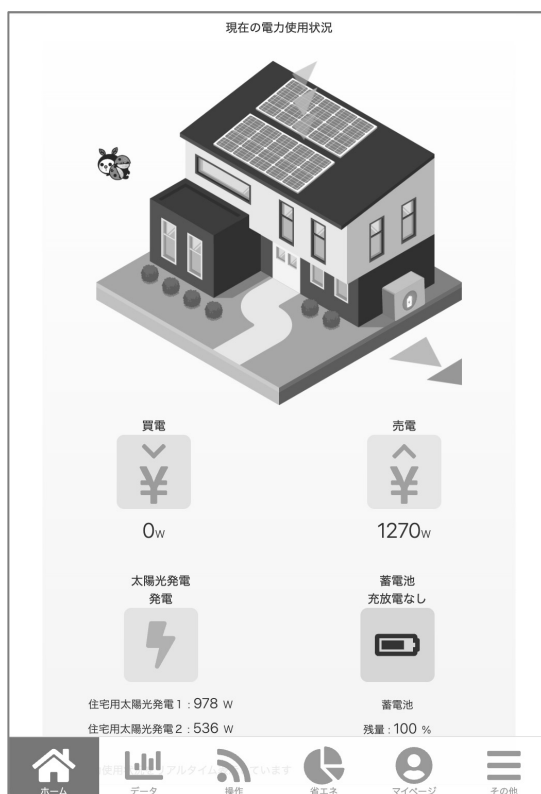 現在の電力使用状況
買電
売電
¥
¥
0W
1270W
太陽光発電
発電
蓄電池
充放電なし
住宅用太陽光発電1:978 W
住宅用太陽光発電2:536 W
蓄電池
残量:100 %
ホーム
データ
操作
省エネ
マイページ
その他